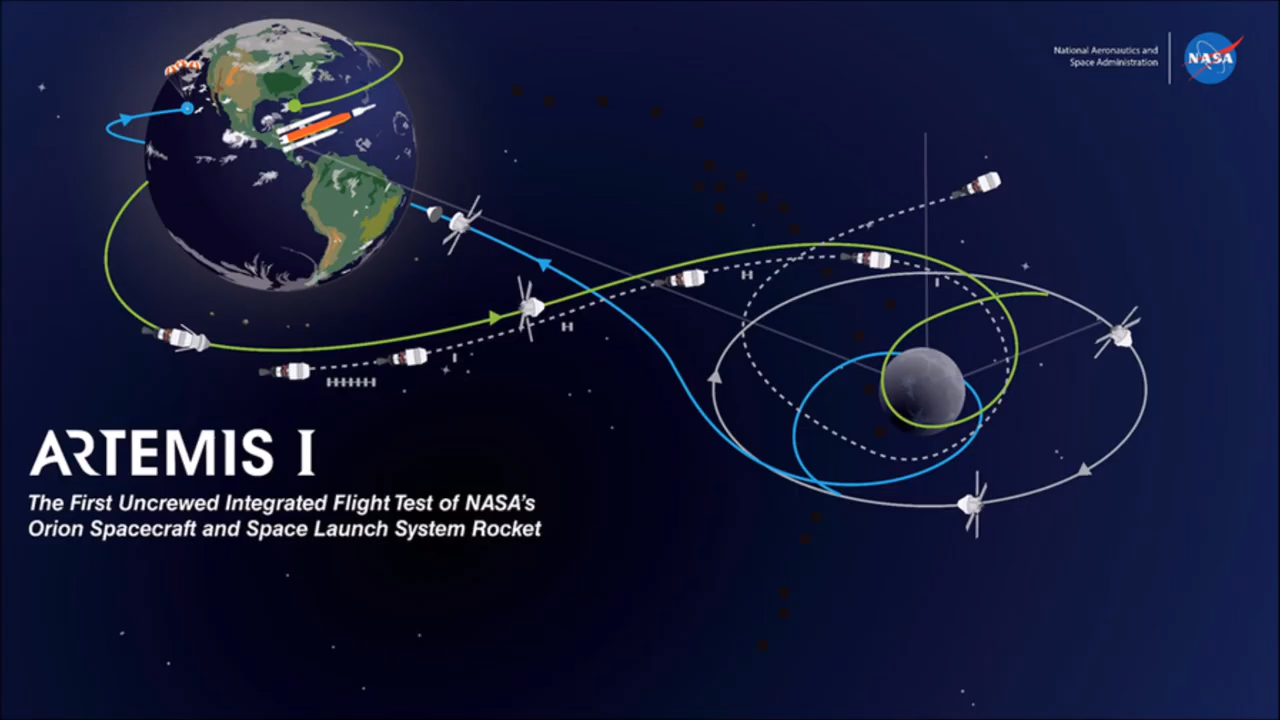 National Aeronautics and
Space Administration
NASA
ARTEMIS I
The First Uncrewed Integrated Flight Test of NASA's
Orion Spacecraft and Space Launch System Rocket